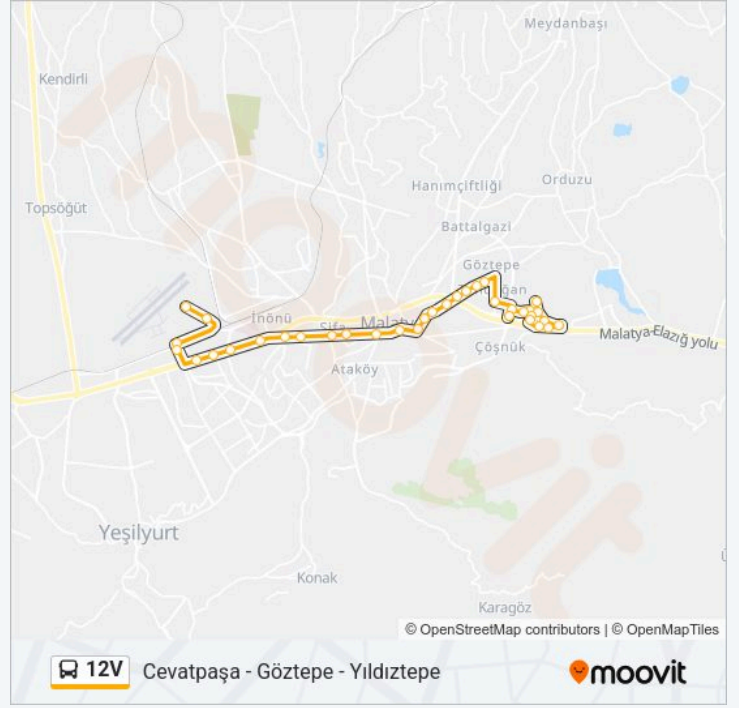 Meydanbaşı
Kendirli
Hanımçiftliği
Orduzu
Topsöğüt
Battalgazi
Göztepe
İnönü
Malatya
Malatya-Elazığ yolu
Çöşnük
Ataköy
Yeşilyurt
Konak
Karagöz
moovit
© OpenStreetMap contributors | © OpenMapTiles
12V
Cevatpaşa - Göztepe - Yıldıztepe
moovit